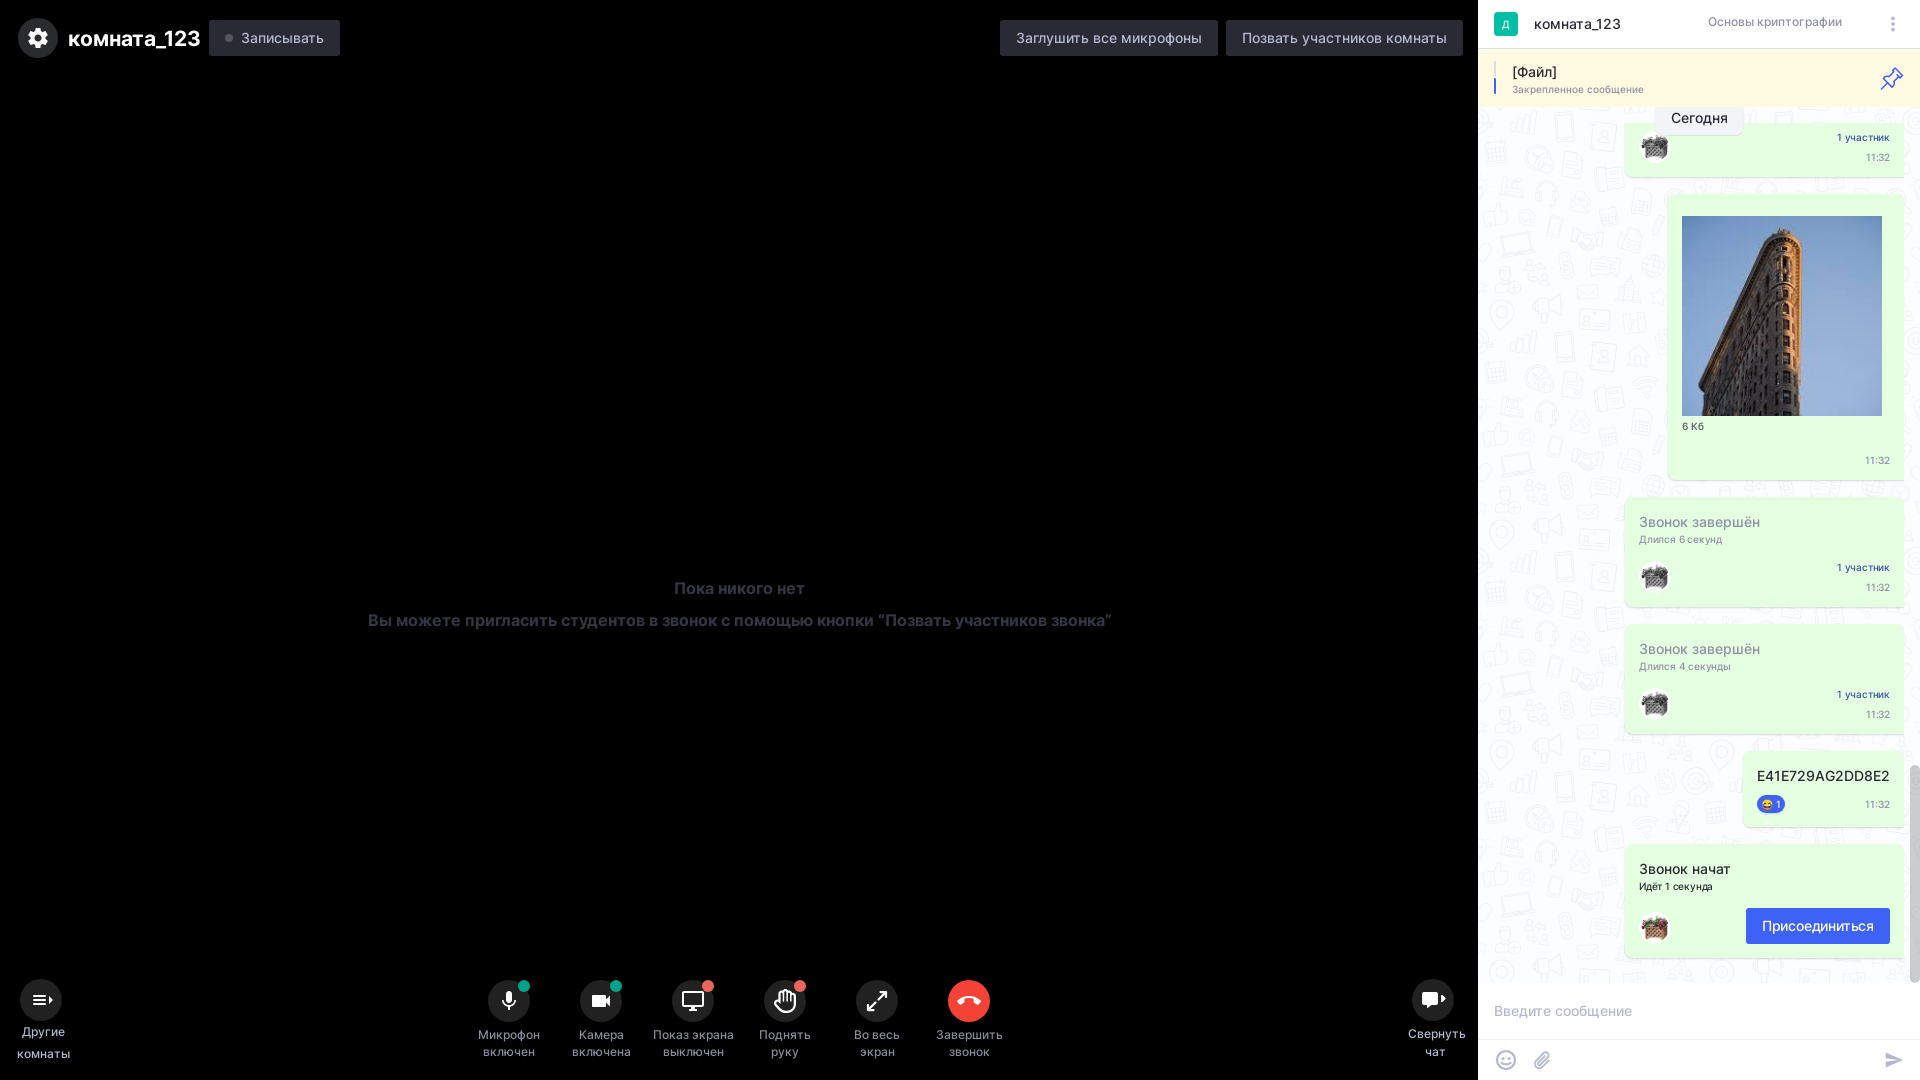 комната_123
Записывать
Заглушить все микрофоны
Позвать участников комнаты
Д
комната_123
Основы криптографии
[Файл]
Закрепленное сообщение
Сегодня
1 участник
11:32
6 Кб
11:32
Звонок завершён
Длился 6 секунд
1 участник
11:32
Звонок завершён
Длился 4 секунды
1 участник
11:32
E41E729AG2DD8E2
1
11:32
Звонок начат
Идёт 1 секунда
Присоединиться
Пока никого нет
Вы можете пригласить студентов в звонок с помощью кнопки “Позвать участников звонка”
Другие
комнаты
Микрофон
включен
Камера
включена
Показ экрана
выключен
Поднять
руку
Во весь
экран
Завершить
звонок
Свернуть
чат
Введите сообщение